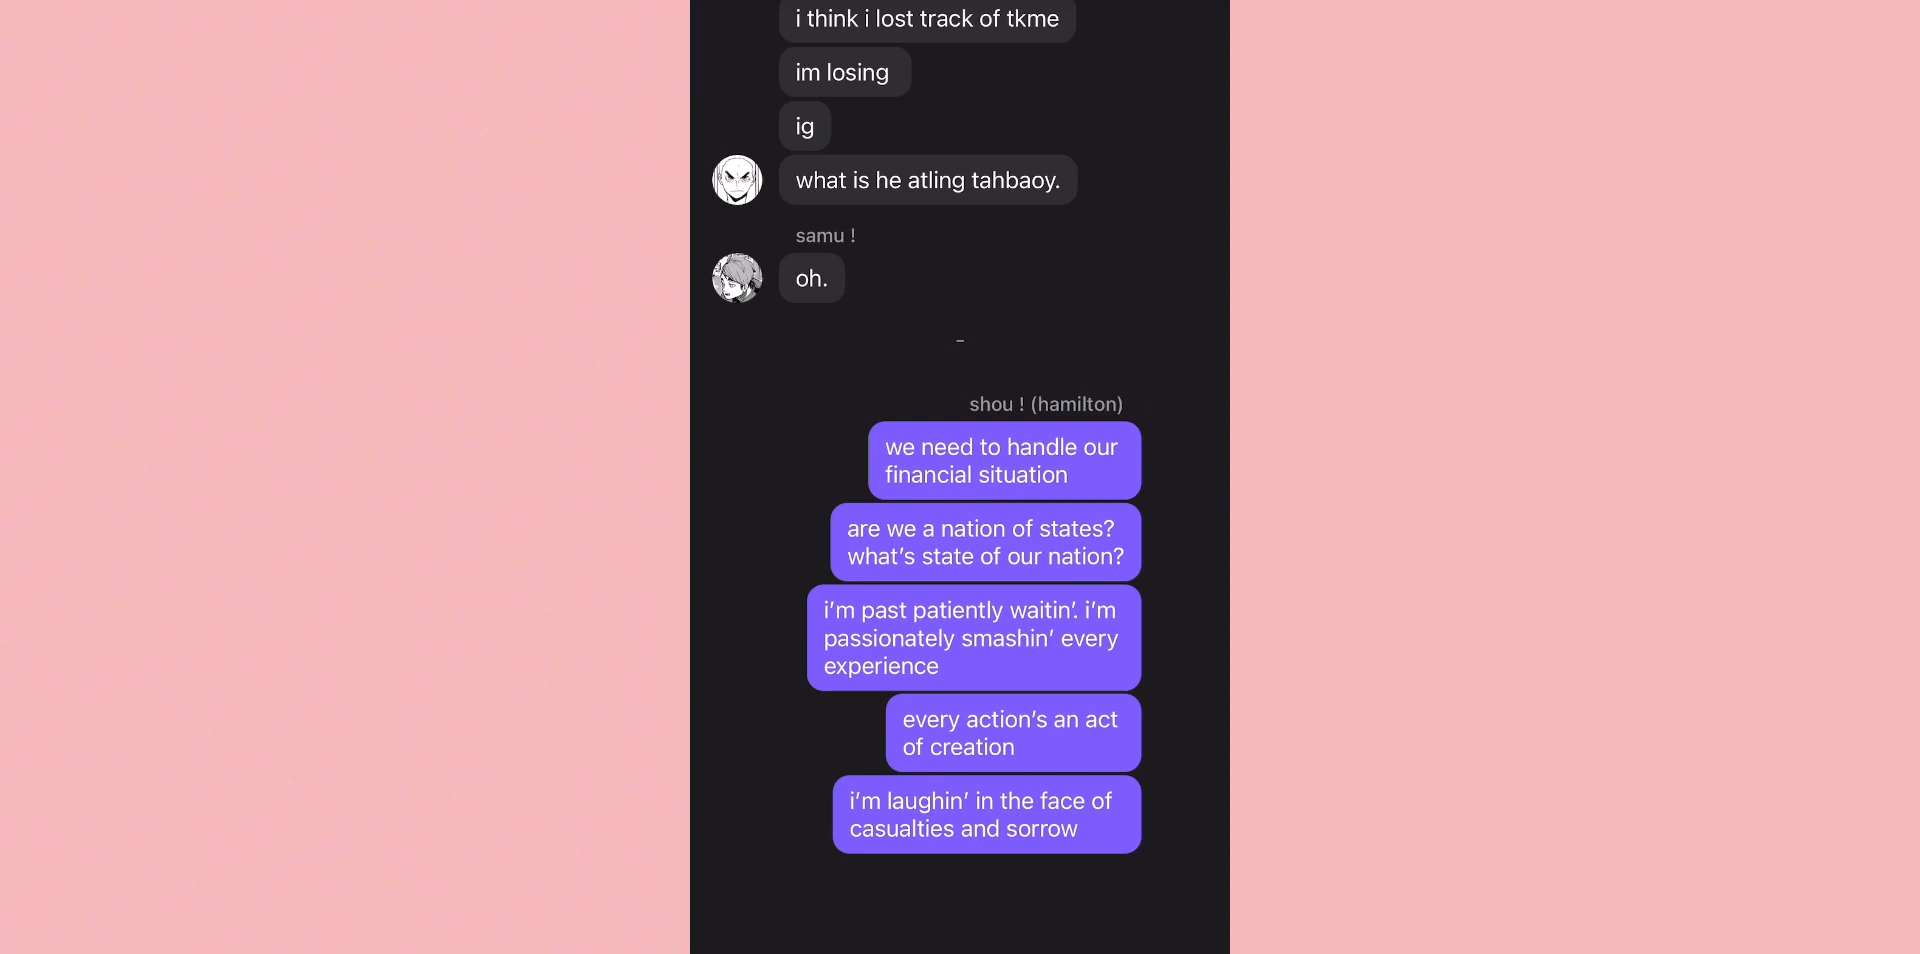 i think i lost track of tkme
im losing
ig
what is he atling tahbaoy.
samu !
oh.
–
shou ! (hamilton)
we need to handle our
financial situation
are we a nation of states?
what’s state of our nation?
i’m past patiently waitin’. i’m
passionately smashin’ every
experience
every action’s an act
of creation
i’m laughin’ in the face of
casualties and sorrow